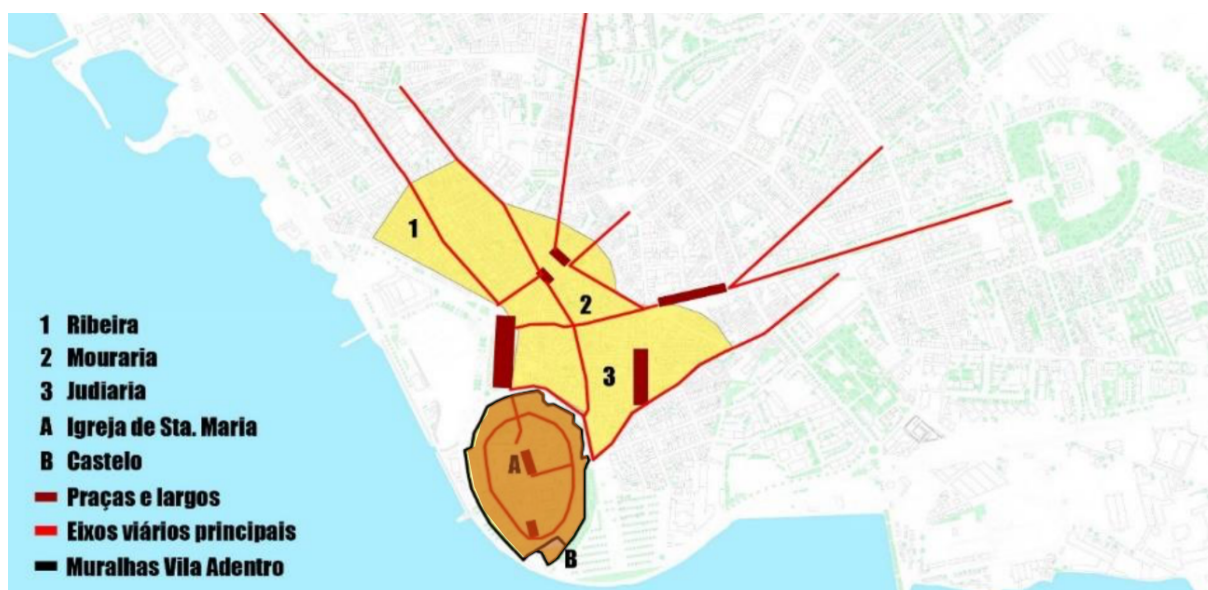 1
2
3
A
B
1 Ribeira
2 Mouraria
3 Judiaria
A Igreja de Sta. Maria
B Castelo
Praças e largos
Eixos viários principais
Muralhas Vila Adentro